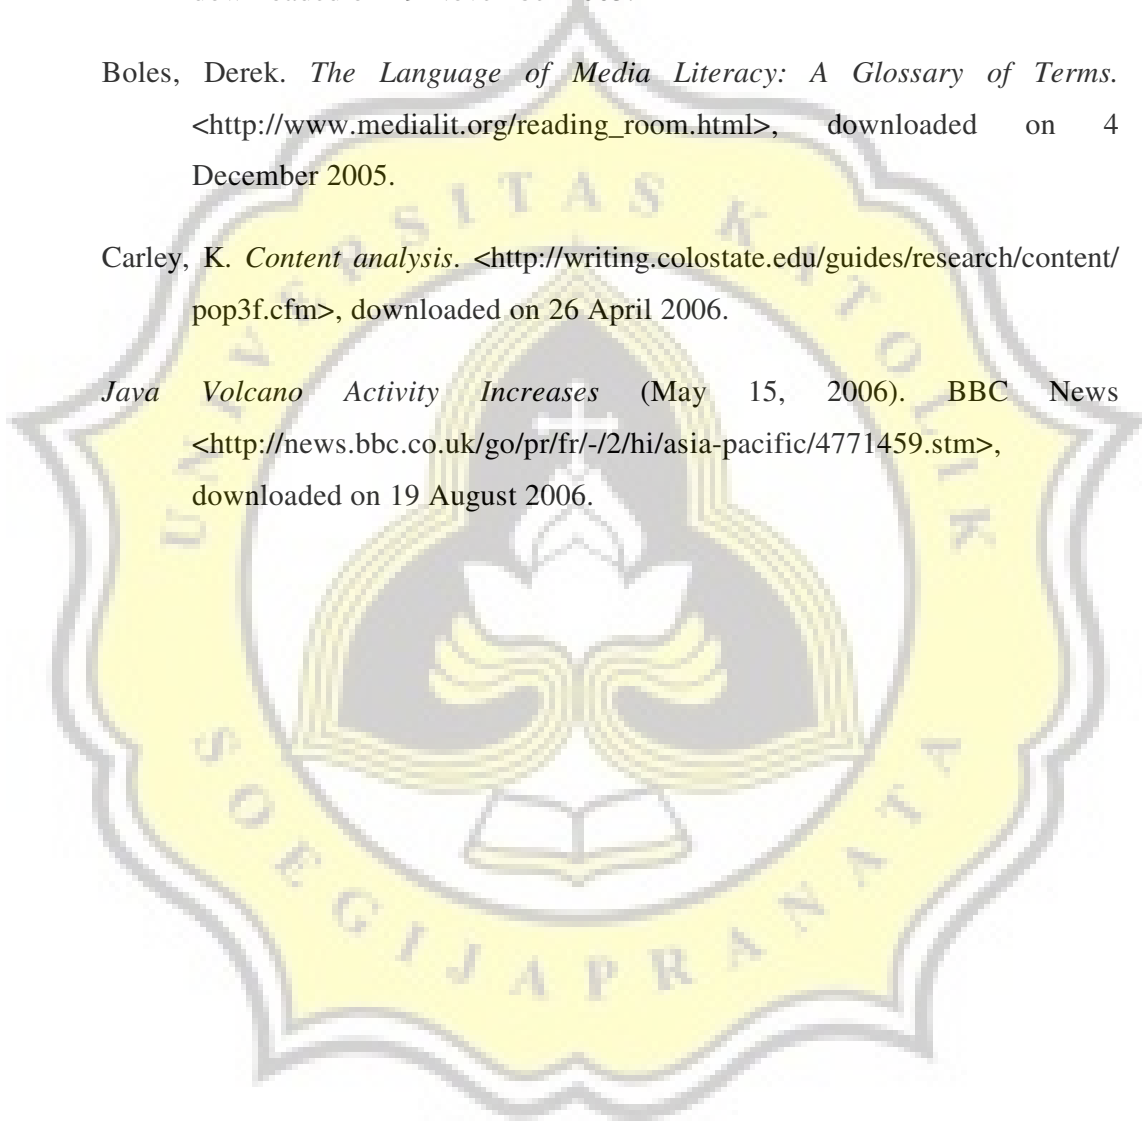 Boles, Derek. The Language of Media Literacy: A Glossary of Terms.
<http://www.medialit.org/reading_room.html>, downloaded on 4
December 2005.
Carley, K. Content analysis. <http://writing.colostate.edu/guides/research/content/
pop3f.cfm>, downloaded on 26 April 2006.
Java Volcano Activity Increases (May 15, 2006). BBC News
<http://news.bbc.co.uk/go/pr/fr/-/2/hi/asia-pacific/4771459.stm>,
downloaded on 19 August 2006.
UNIVERSITAS KATOLIK
SOEGIJAPRANATA